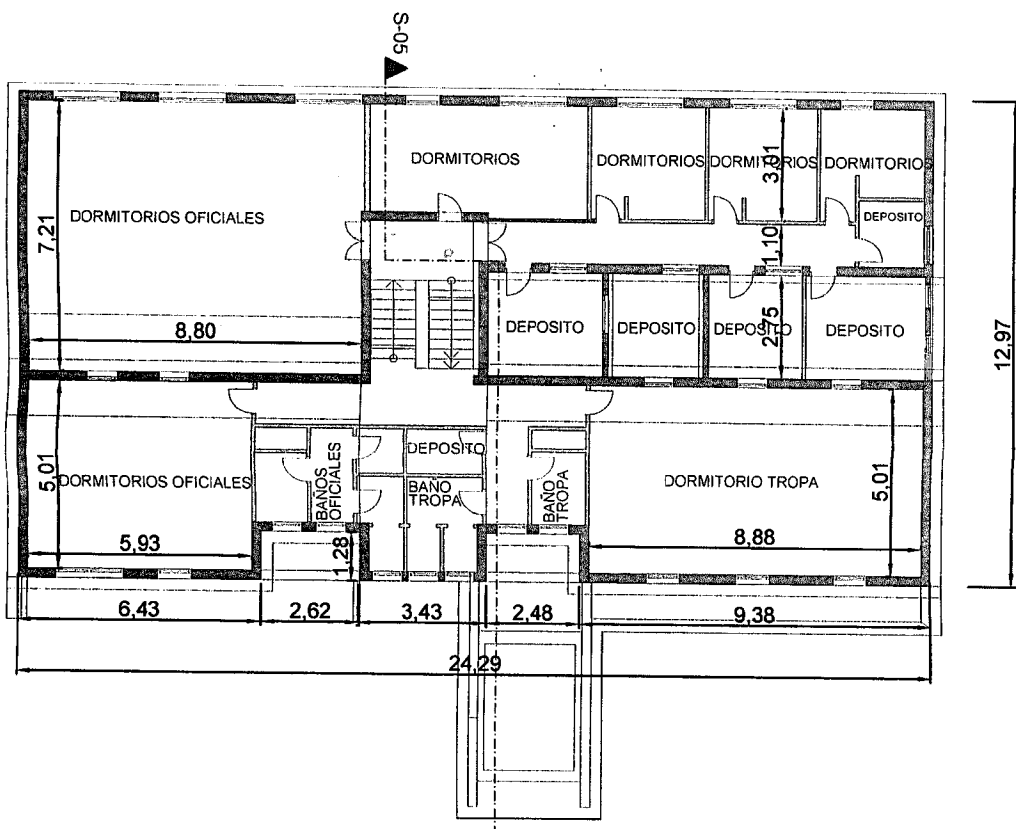 S-05
DORMITORIOS
DORMITORIOS
DORMITORIOS
DORMITORIOS
3,01
DORMITORIOS OFICIALES
DEPOSITO
7,21
1,10
8,80
DEPOSITO
DEPOSITO
DEPOSITO
DEPOSITO
2,75
12,97
DORMITORIOS OFICIALES
5,01
BAÑOS
OFICIALES
DEPOSITO
BAÑO
TROPA
BAÑO
TROPA
DORMITORIO TROPA
5,01
5,93
1,28
8,88
6,43
2,62
3,43
2,48
9,38
24,29